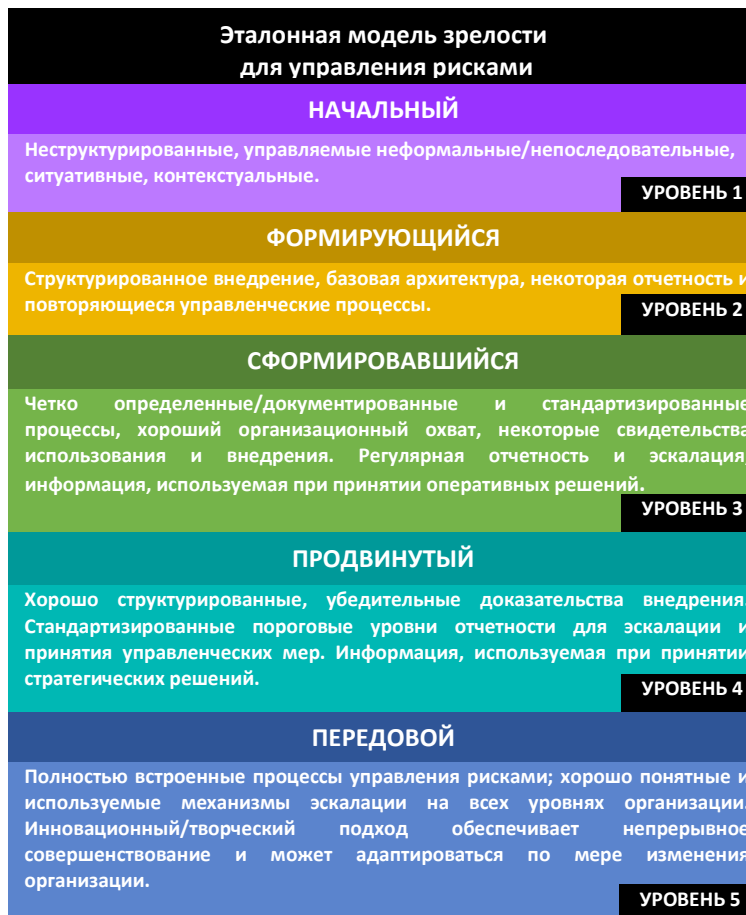 Эталонная модель зрелости
для управления рисками
НАЧАЛЬНЫЙ
Неструктурированные, управляемые неформальные/непоследовательные,
ситуативные, контекстуальные.
УРОВЕНЬ 1
ФОРМИРУЮЩИЙСЯ
Структурированное внедрение, базовая архитектура, некоторая отчетность и
повторяющиеся управленческие процессы.
УРОВЕНЬ 2
СФОРМИРОВАВШИЙСЯ
Четко определенные/документированные и стандартизированные
процессы, хороший организационный охват, некоторые свидетельства
использования и внедрения. Регулярная отчетность и эскалация,
информация, используемая при принятии оперативных решений.
УРОВЕНЬ 3
ПРОДВИНУТЫЙ
Хорошо структурированные, убедительные доказательства внедрения.
Стандартизированные пороговые уровни отчетности для эскалации и
принятия управленческих мер. Информация, используемая при принятии
стратегических решений.
УРОВЕНЬ 4
ПЕРЕДОВОЙ
Полностью встроенные процессы управления рисками; хорошо понятные и
используемые механизмы эскалации на всех уровнях организации.
Инновационный/творческий подход обеспечивает непрерывное
совершенствование и может адаптироваться по мере изменения
организации.
УРОВЕНЬ 5